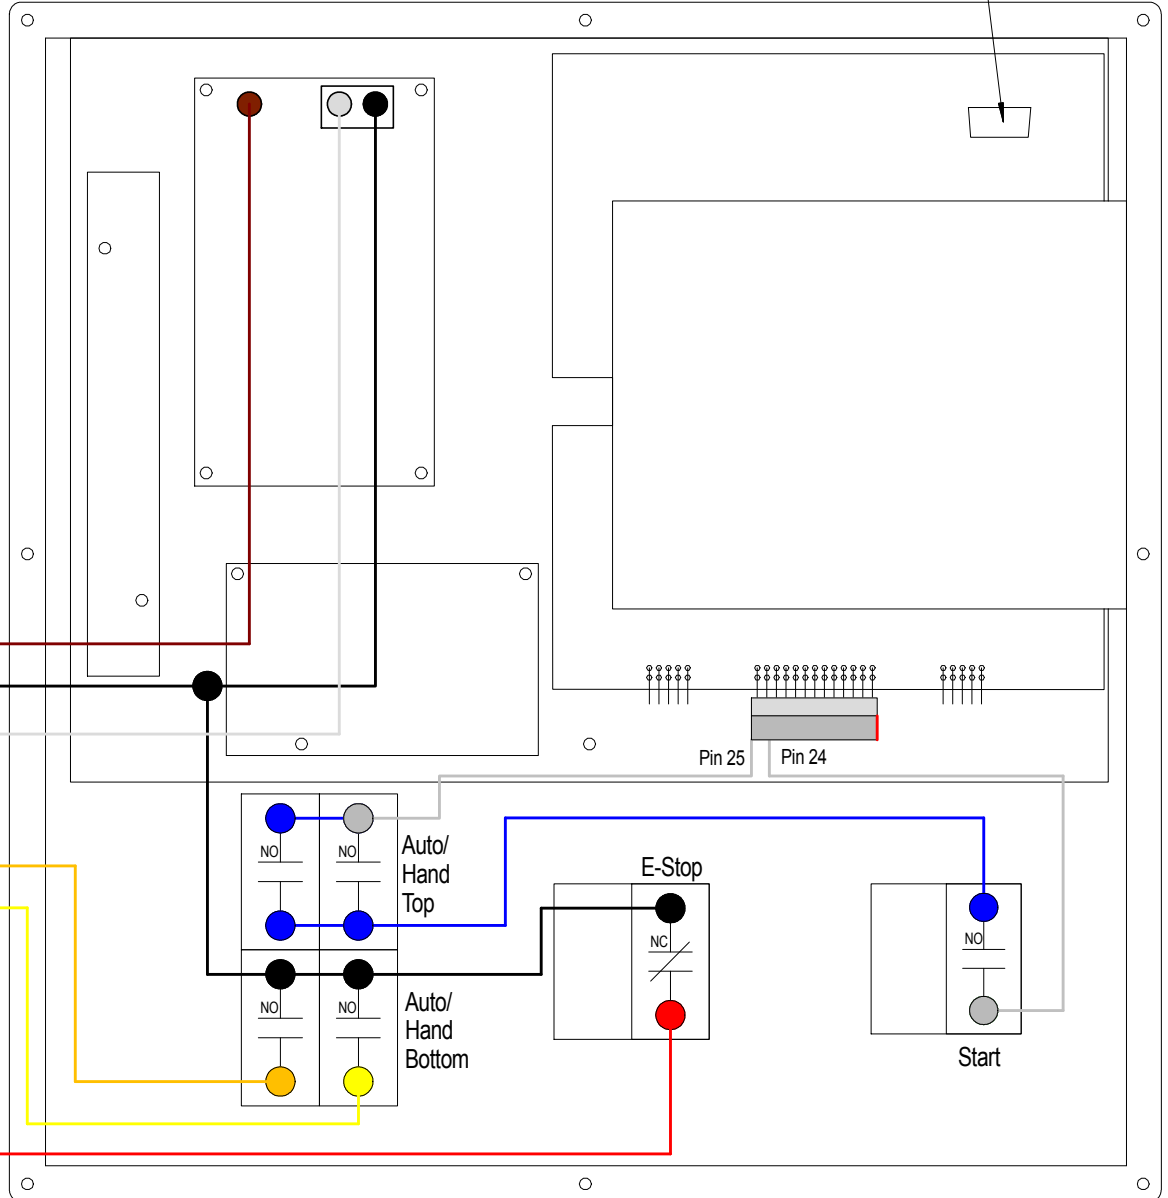 Pin 25
Pin 24
NO
NO
Auto/
Hand
Top
E-Stop
NC
NO
NO
NO
Auto/
Hand
Bottom
Start